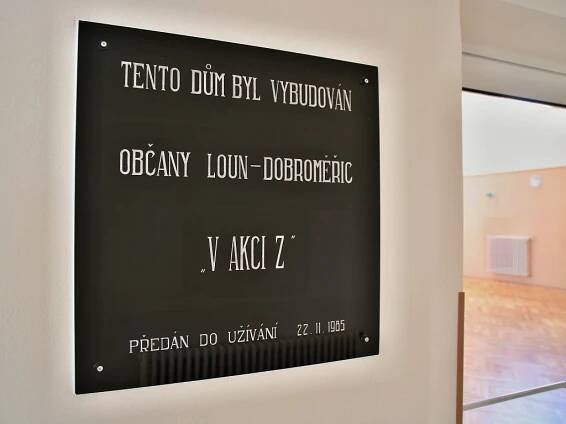 TENTO DŮM BYL VYBUDOVÁN
OBČANY LOUN-DOBROMĚŘIC
„V AKCI Z"
PŘEDÁN DO UŽÍVÁNÍ 22.11.1985